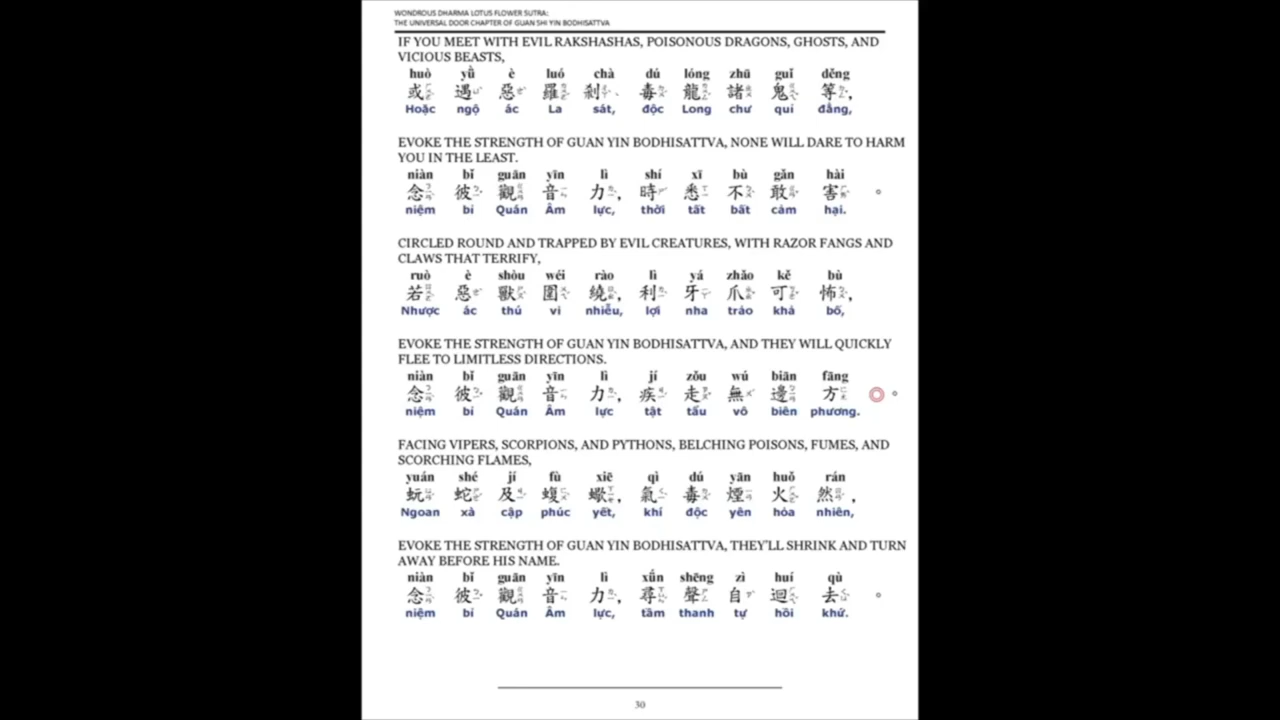 WONDROUS DHARMA LOTUS FLOWER SUTRA:
THE UNIVERSAL DOOR CHAPTER OF GUAN SHI YIN BODHISATTVA
IF YOU MEET WITH EVIL RAKSHASHAS, POISONOUS DRAGONS, GHOSTS, AND
VICIOUS BEASTS,
huò yǜ è luó chà dú lóng zhū guǐ děng
或 遇 惡 羅 剎 毒 龍 諸 鬼 等,
Hoặc ngộ ác La sát, độc Long chư quỉ đẳng,
EVOKE THE STRENGTH OF GUAN YIN BODHISATTVA, NONE WILL DARE TO HARM
YOU IN THE LEAST.
niàn bǐ guān yīn lì shí xī bù gǎn hài
念 彼 觀 音 力, 時 悉 不 敢 害 。
niệm bỉ Quán Âm lực, thời tất bất cảm hại.
CIRCLED ROUND AND TRAPPED BY EVIL CREATURES, WITH RAZOR FANGS AND
CLAWS THAT TERRIFY,
ruò è shòu wéi rào lì yá zhǎo kě bù
若 惡 獸 圍 繞, 利 牙 爪 可 怖,
Nhược ác thú vi nhiễu, lợi nha trảo khả bố,
EVOKE THE STRENGTH OF GUAN YIN BODHISATTVA, AND THEY WILL QUICKLY
FLEE TO LIMITLESS DIRECTIONS.
niàn bǐ guān yīn lì jí zǒu wú biān fāng
念 彼 觀 音 力, 疾 走 無 邊 方 。
niệm bỉ Quán Âm lực tật tẩu vô biên phương.
FACING VIPERS, SCORPIONS, AND PYTHONS, BELCHING POISONS, FUMES, AND
SCORCHING FLAMES,
yuán shé jí fù xiē qì dú yān huǒ rán
蚖 蛇 及 蝮 蠍, 氣 毒 煙 火 然,
Ngoan xà cập phúc yết, khí độc yên hỏa nhiên,
EVOKE THE STRENGTH OF GUAN YIN BODHISATTVA, THEY'LL SHRINK AND TURN
AWAY BEFORE HIS NAME.
niàn bǐ guān yīn lì xǘn shēng zì huí qù
念 彼 觀 音 力, 尋 聲 自 迴 去 。
niệm bỉ Quán Âm lực, tầm thanh tự hồi khứ.
30